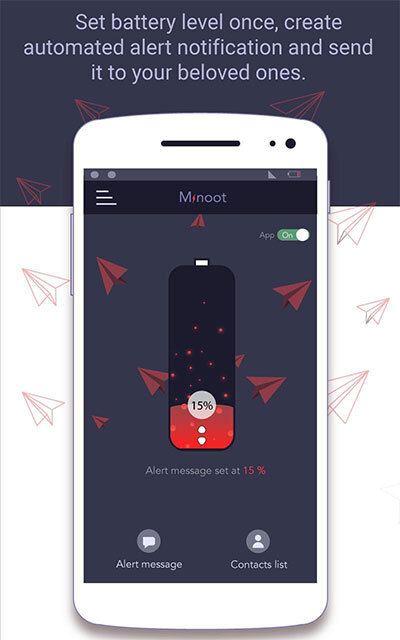 Set battery level once, create
automated alert notification and send
it to your beloved ones.
Minoot
App On
15%
Alert message set at 15 %
Alert message Contacts list